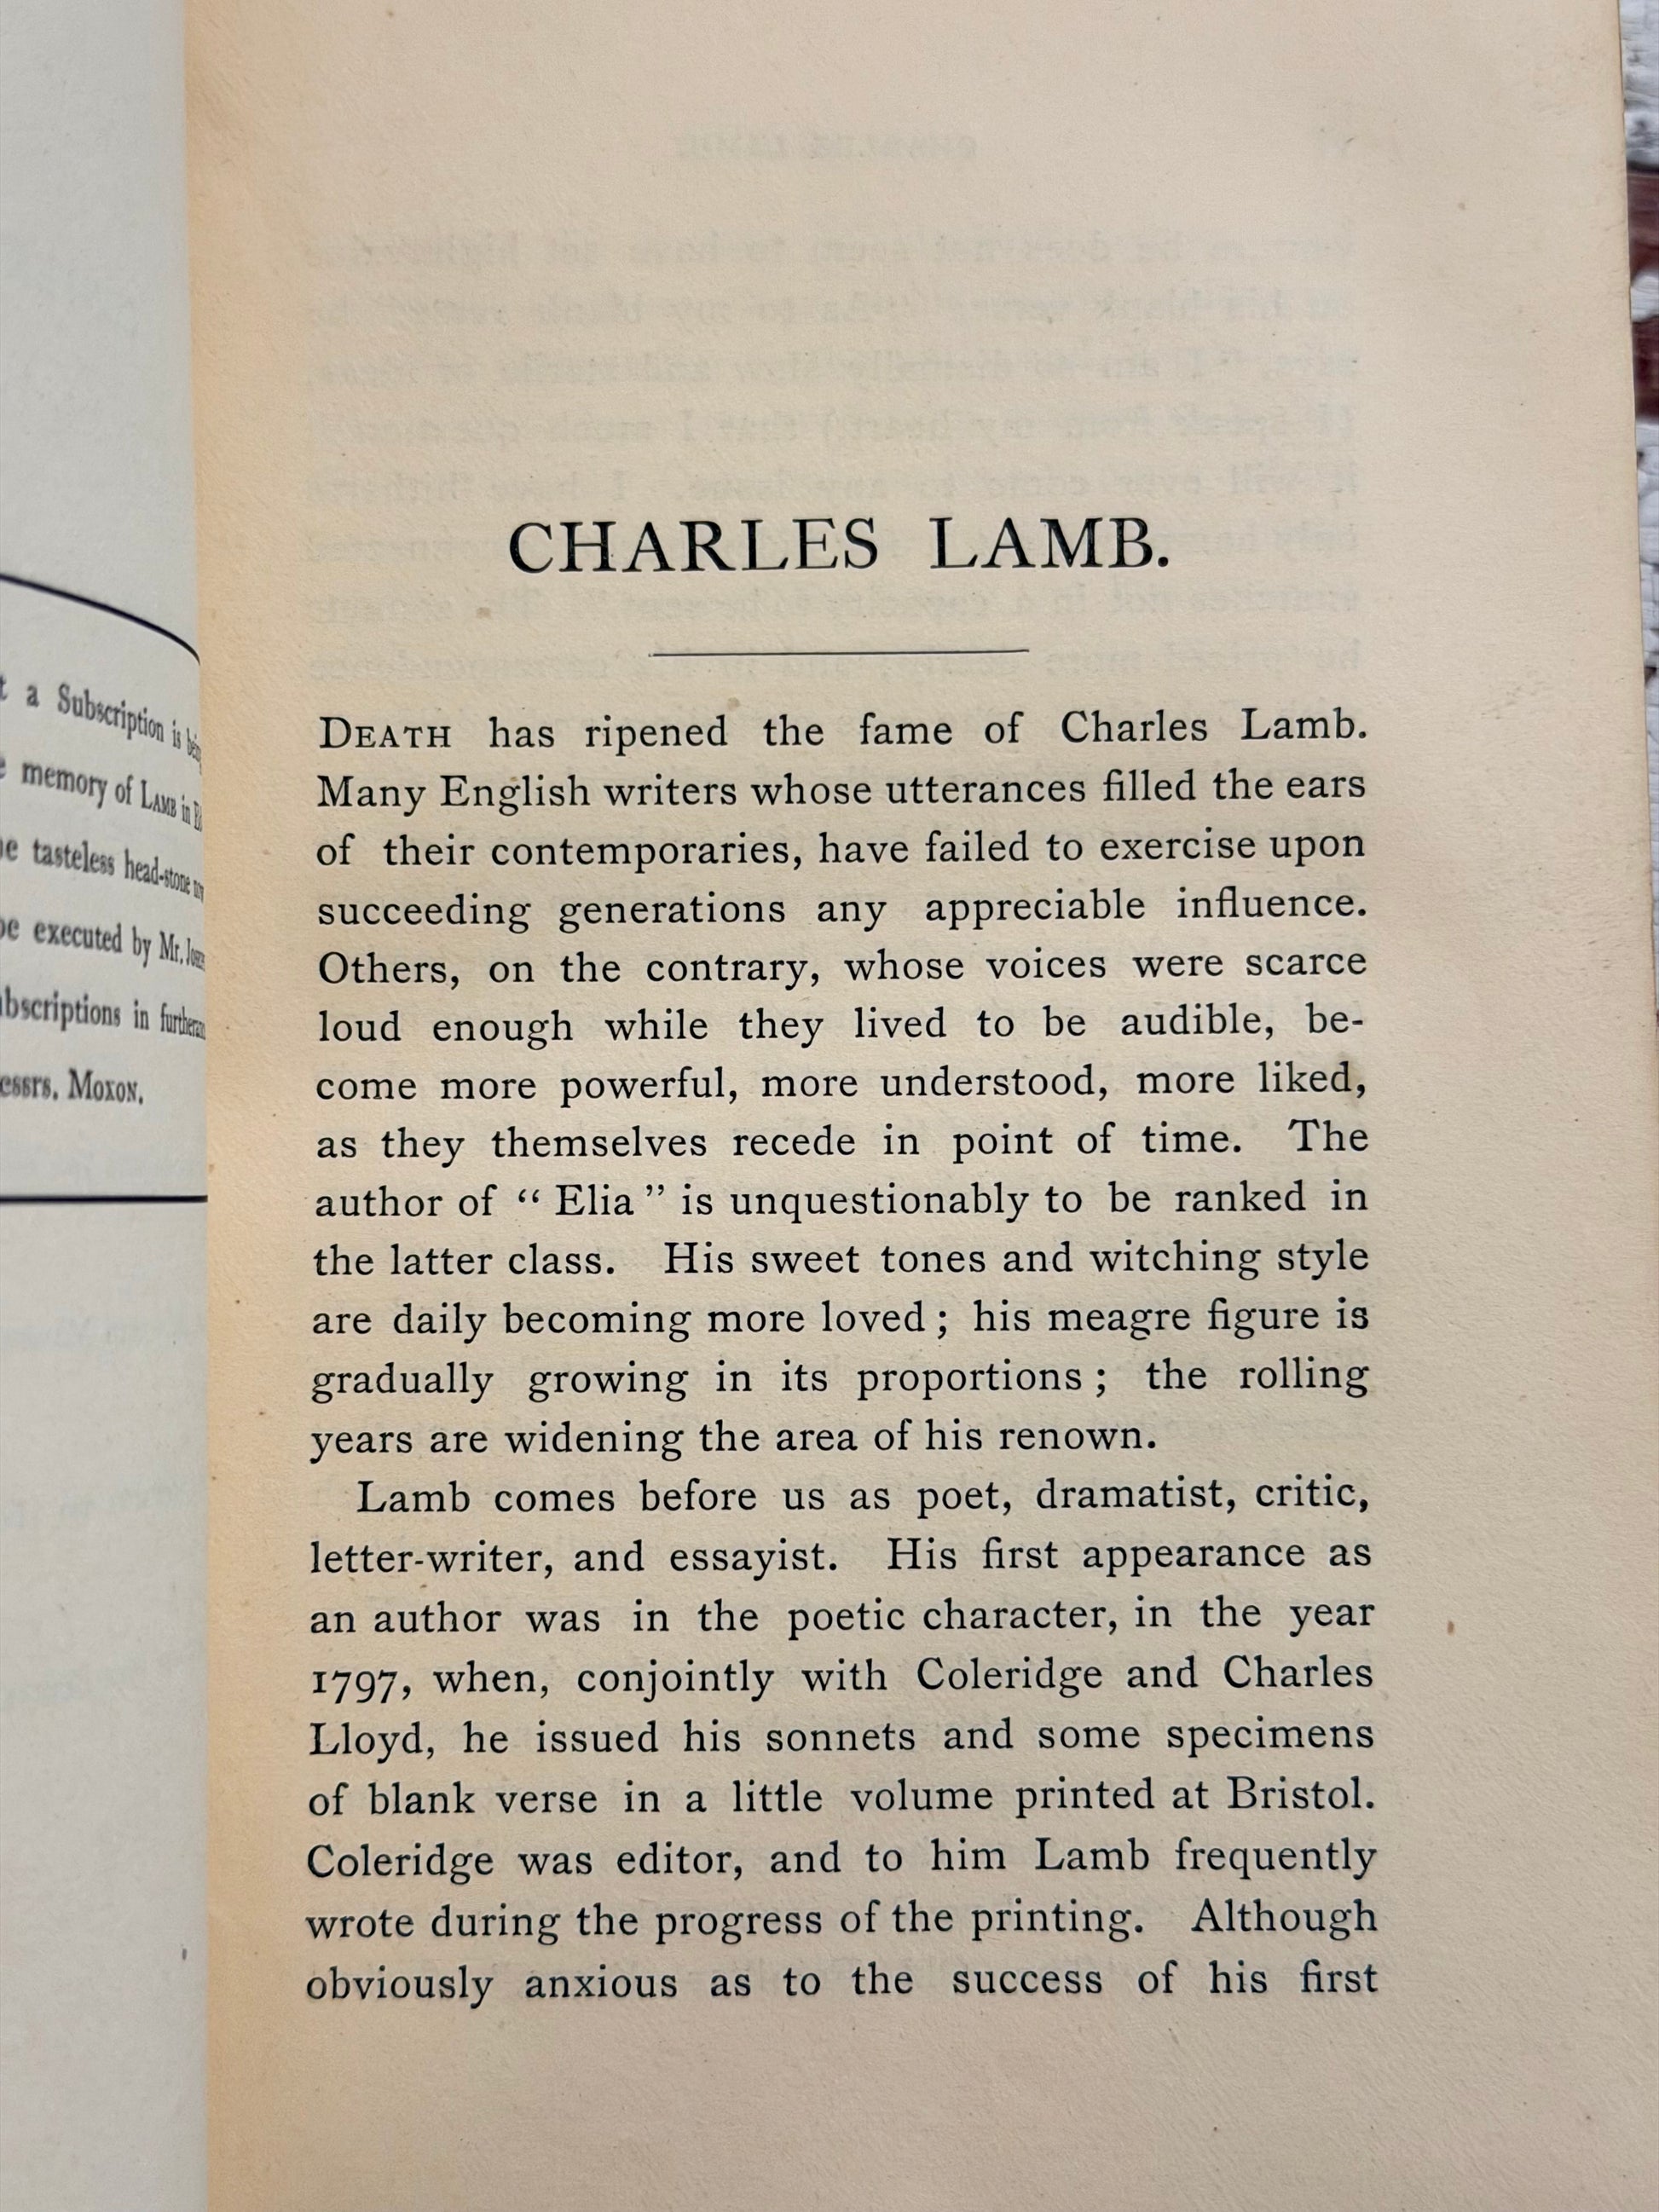 t a Subscription is
memory of LAMB in
tasteless head-stone
executed by Mr.
in
MOXON.
CHARLES LAMB.
DEATH has ripened the fame of Charles Lamb.
Many English writers whose utterances filled the ears
of their contemporaries, have failed to exercise upon
succeeding generations any appreciable influence.
Others, on the contrary, whose voices were scarce
loud enough while they lived to be audible, be-
come more powerful, more understood, more liked,
as they themselves recede in point of time. The
author of “ Elia ” is unquestionably to be ranked in
the latter class. His sweet tones and witching style
are daily becoming more loved ; his meagre figure is
gradually growing in its proportions ; the rolling
years are widening the area of his renown.
Lamb comes before us as poet, dramatist, critic,
letter-writer, and essayist. His first appearance as
an author was in the poetic character, in the year
1797, when, conjointly with Coleridge and Charles
Lloyd, he issued his sonnets and some specimens
of blank verse in a little volume printed at Bristol.
Coleridge was editor, and to him Lamb frequently
wrote during the progress of the printing. Although
obviously anxious as to the success of his first